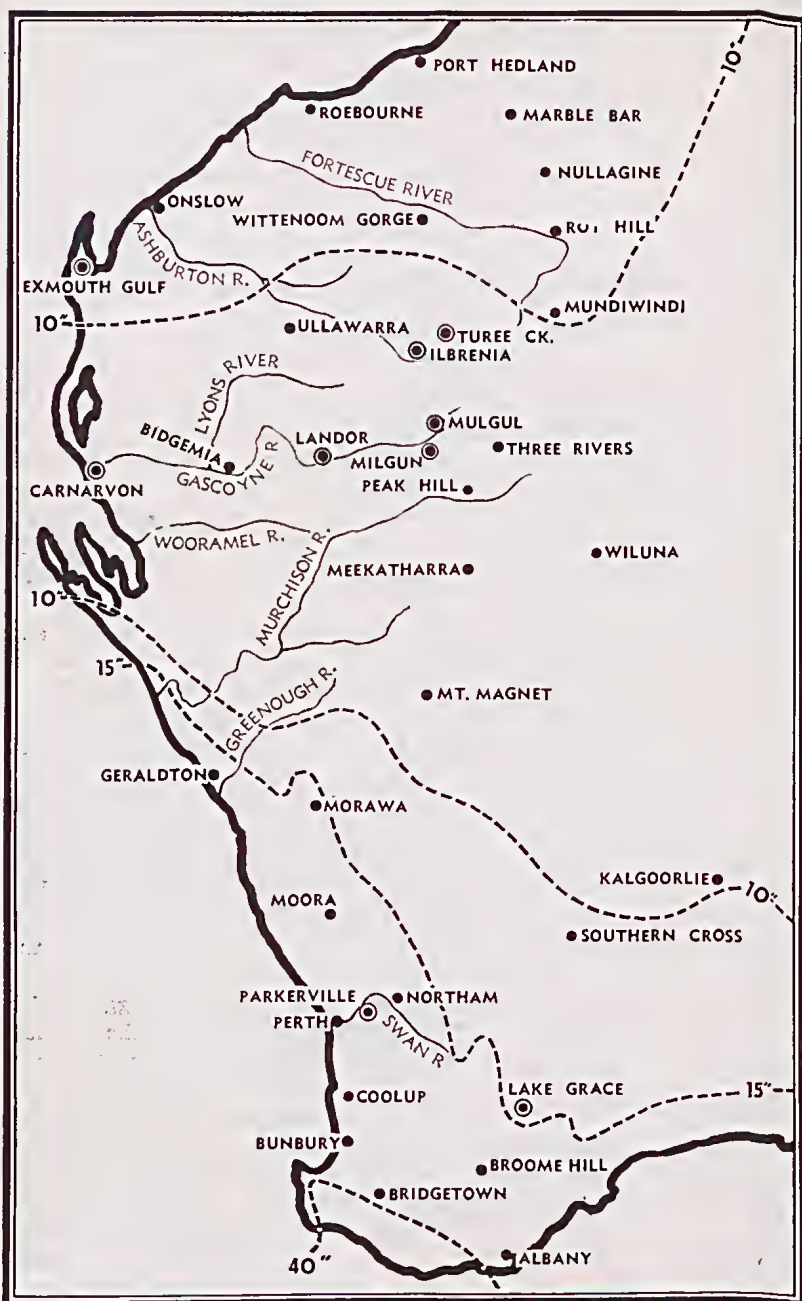 PORT HEDLAND
10"
ROEBOURNE
MARBLE BAR
FORTESCUE RIVER
NULLAGINE
ONSLOW
WITTENOOM GORGE
HILL
ASHBURTON R.
EXMOUTH GULF
MUNDIWINDI
10"
ULLAWARRA
TUREE CK.
ILBRENIA
LYONS RIVER
MULGUL
BIDGEMIA
LANDOR
MILGUN
THREE RIVERS
GASCOYNE R
CARNARVON
PEAK HILL
WOORAMEL R.
MURCHISON R.
WILUNA
MEEKATHARRA
10"
15"
GREENOUGH R.
MT. MAGNET
GERALDTON
MORAWA
KALGOORLIE
10"
MOORA
SOUTHERN CROSS
PARKERVILLE
NORTHAM
PERTH
SWAN R
LAKE GRACE
15"
COOLUP
BUNBURY
BROOME HILL
BRIDGETOWN
40"
ALBANY